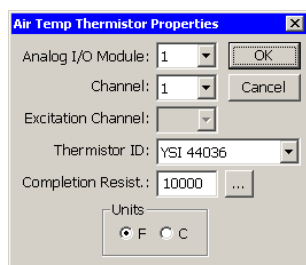 Air Temp Thermistor Properties
Analog I/O Module: 1 OK
Channel: 1 Cancel
Excitation Channel:
Thermistor ID: YSI 44036
Completion Resist.: 10000 ...
Units
F C